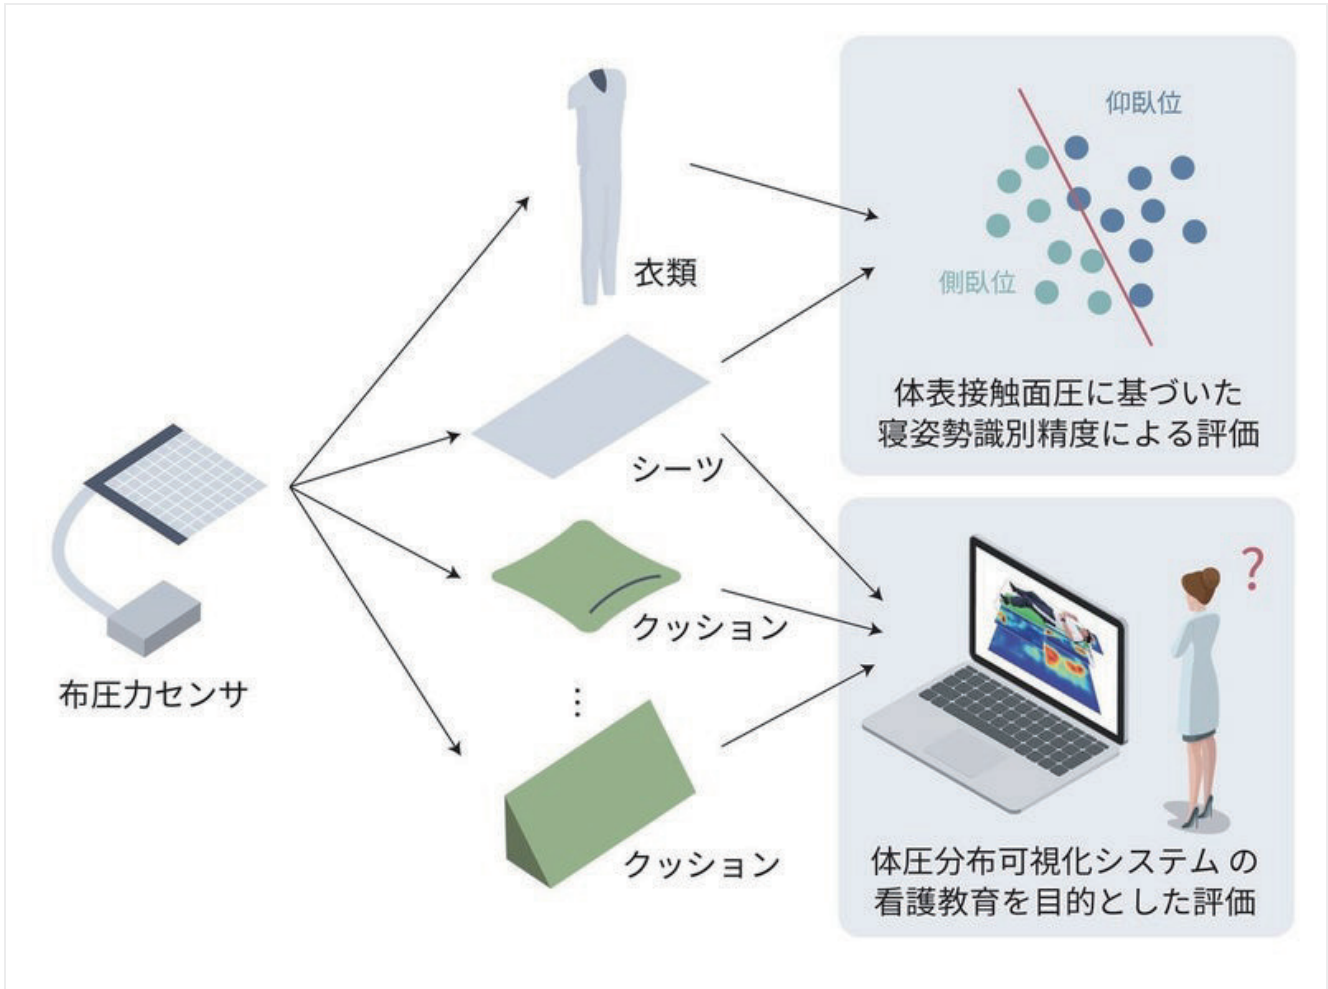 仰臥位
側臥位
体表接触面圧に基づいた
寝姿勢識別精度による評価
衣類
シーツ
クッション
⋮
クッション
布圧力センサ
?
体圧分布可視化システム の
看護教育を目的とした評価